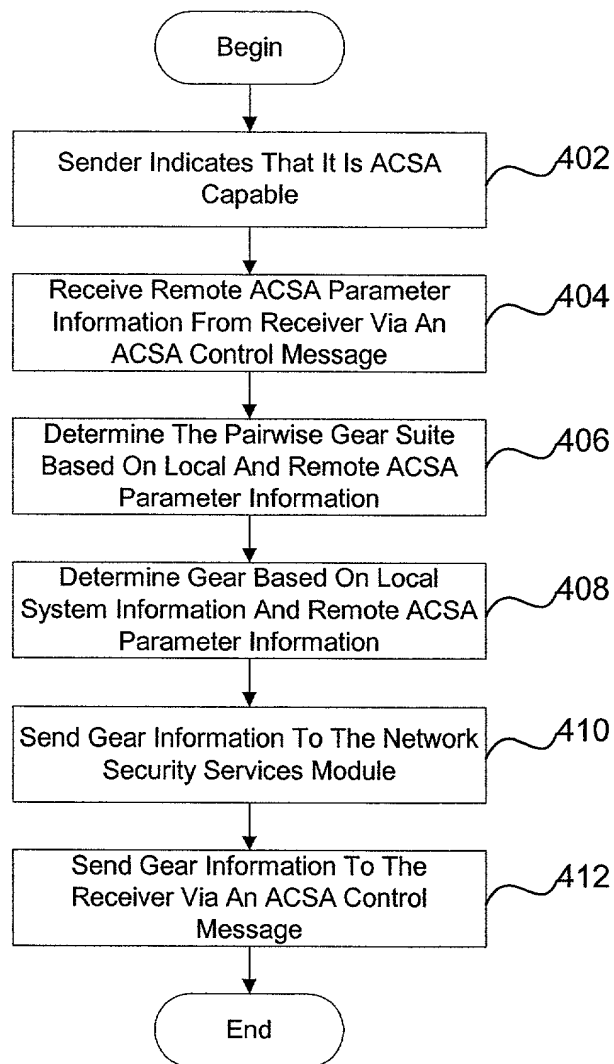 Begin
Sender Indicates That It Is ACSA
Capable
402
Receive Remote ACSA Parameter
Information From Receiver Via An
ACSA Control Message
404
Determine The Pairwise Gear Suite
Based On Local And Remote ACSA
Parameter Information
406
Determine Gear Based On Local
System Information And Remote ACSA
Parameter Information
408
Send Gear Information To The Network
Security Services Module
410
Send Gear Information To The
Receiver Via An ACSA Control
Message
412
End